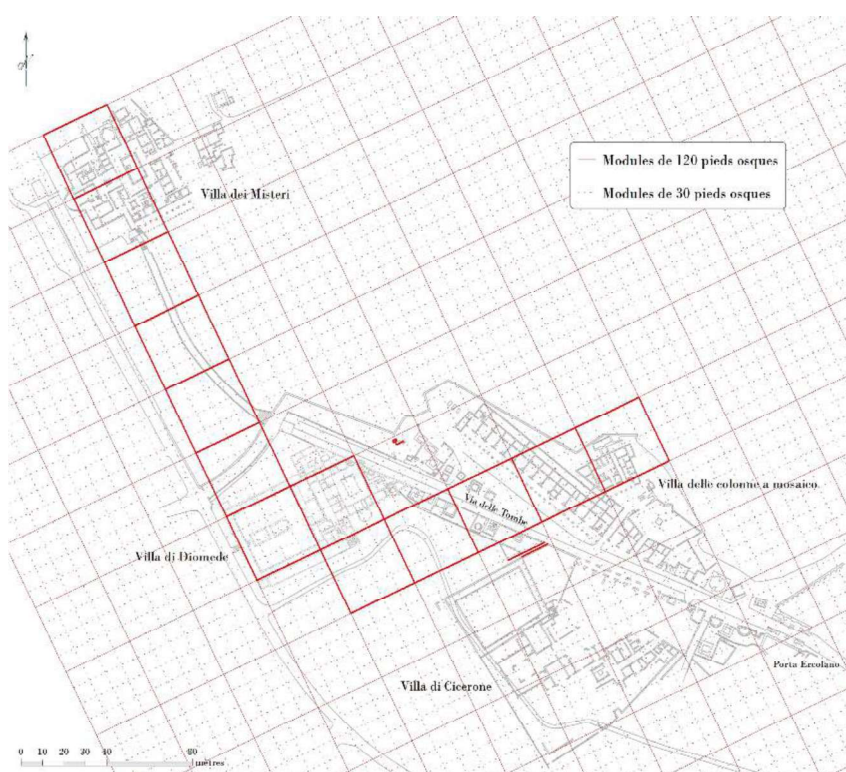 Modules de 120 pieds osques
Modules de 30 pieds osques
Villa dei Misteri
Villa delle colonne a mosaico
Via delle Tombe
Villa di Diomede
Porta Ercolano
Villa di Cicerone
0 10 20 30 40 80
mètres